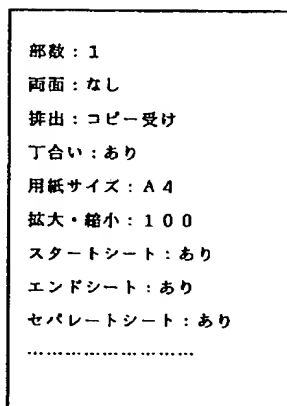 部数：１
両面：なし
排出：コピー受け
丁合い：あり
用紙サイズ：Ａ４
拡大・縮小：１００
スタートシート：あり
エンドシート：あり
セパレートシート：あり
………………………